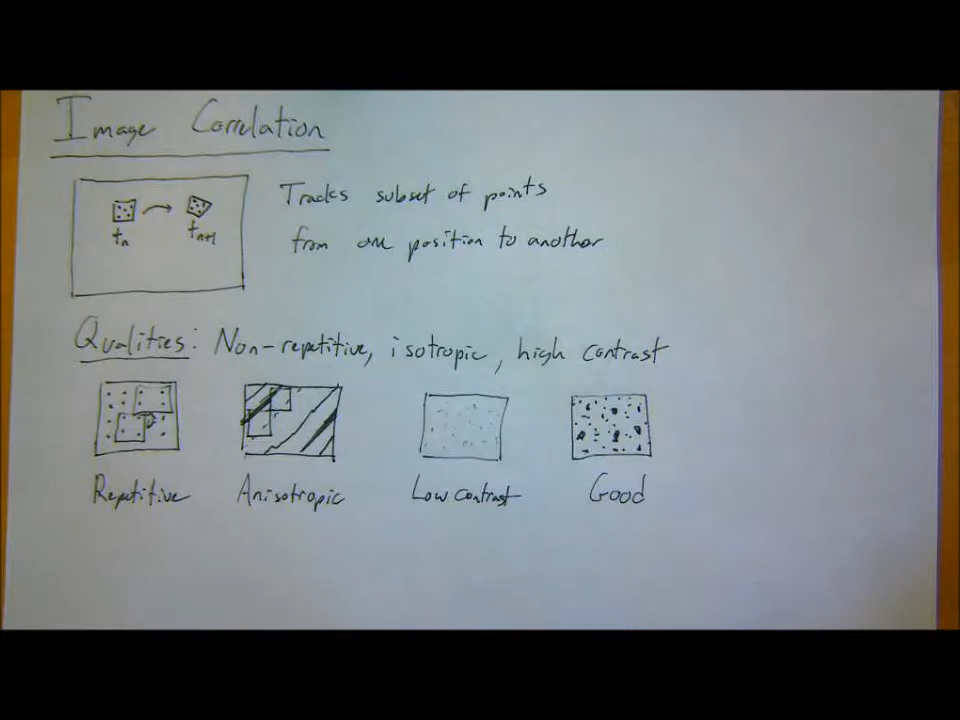 Image Correlation
Tracks subset of points
tn tn+1
from one position to another
Qualities: Non-repetitive, isotropic, high contrast
Repetitive Anisotropic Low contrast Good